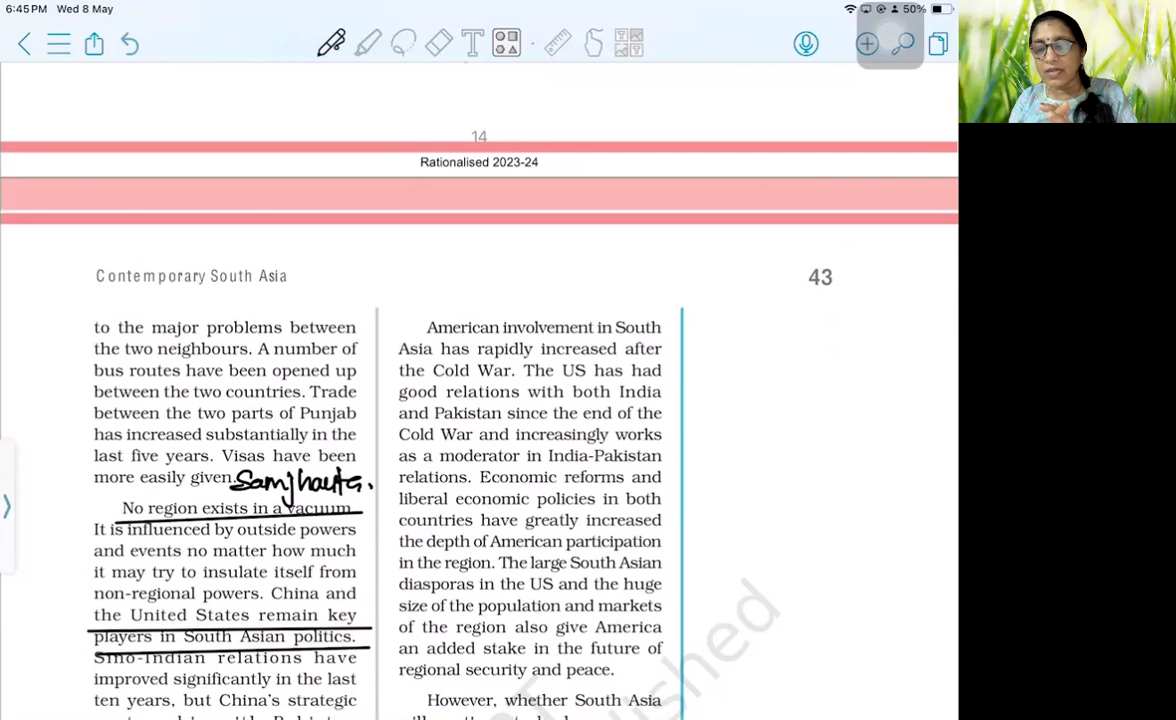 6:45 PM Wed 8 May
50%
14
Rationalised 2023-24
Contemporary South Asia
43
to the major problems between
the two neighbours. A number of
bus routes have been opened up
between the two countries. Trade
between the two parts of Punjab
has increased substantially in the
last five years. Visas have been
more easily given.
Samjhauta.
No region exists in a vacuum.
It is influenced by outside powers
and events no matter how much
it may try to insulate itself from
non-regional powers. China and
the United States remain key
players in South Asian politics.
Sino-Indian relations have
improved significantly in the last
ten years, but China's strategic
American involvement in South
Asia has rapidly increased after
the Cold War. The US has had
good relations with both India
and Pakistan since the end of the
Cold War and increasingly works
as a moderator in India-Pakistan
relations. Economic reforms and
liberal economic policies in both
countries have greatly increased
the depth of American participation
in the region. The large South Asian
diasporas in the US and the huge
size of the population and markets
of the region also give America
an added stake in the future of
regional security and peace.
However, whether South Asia